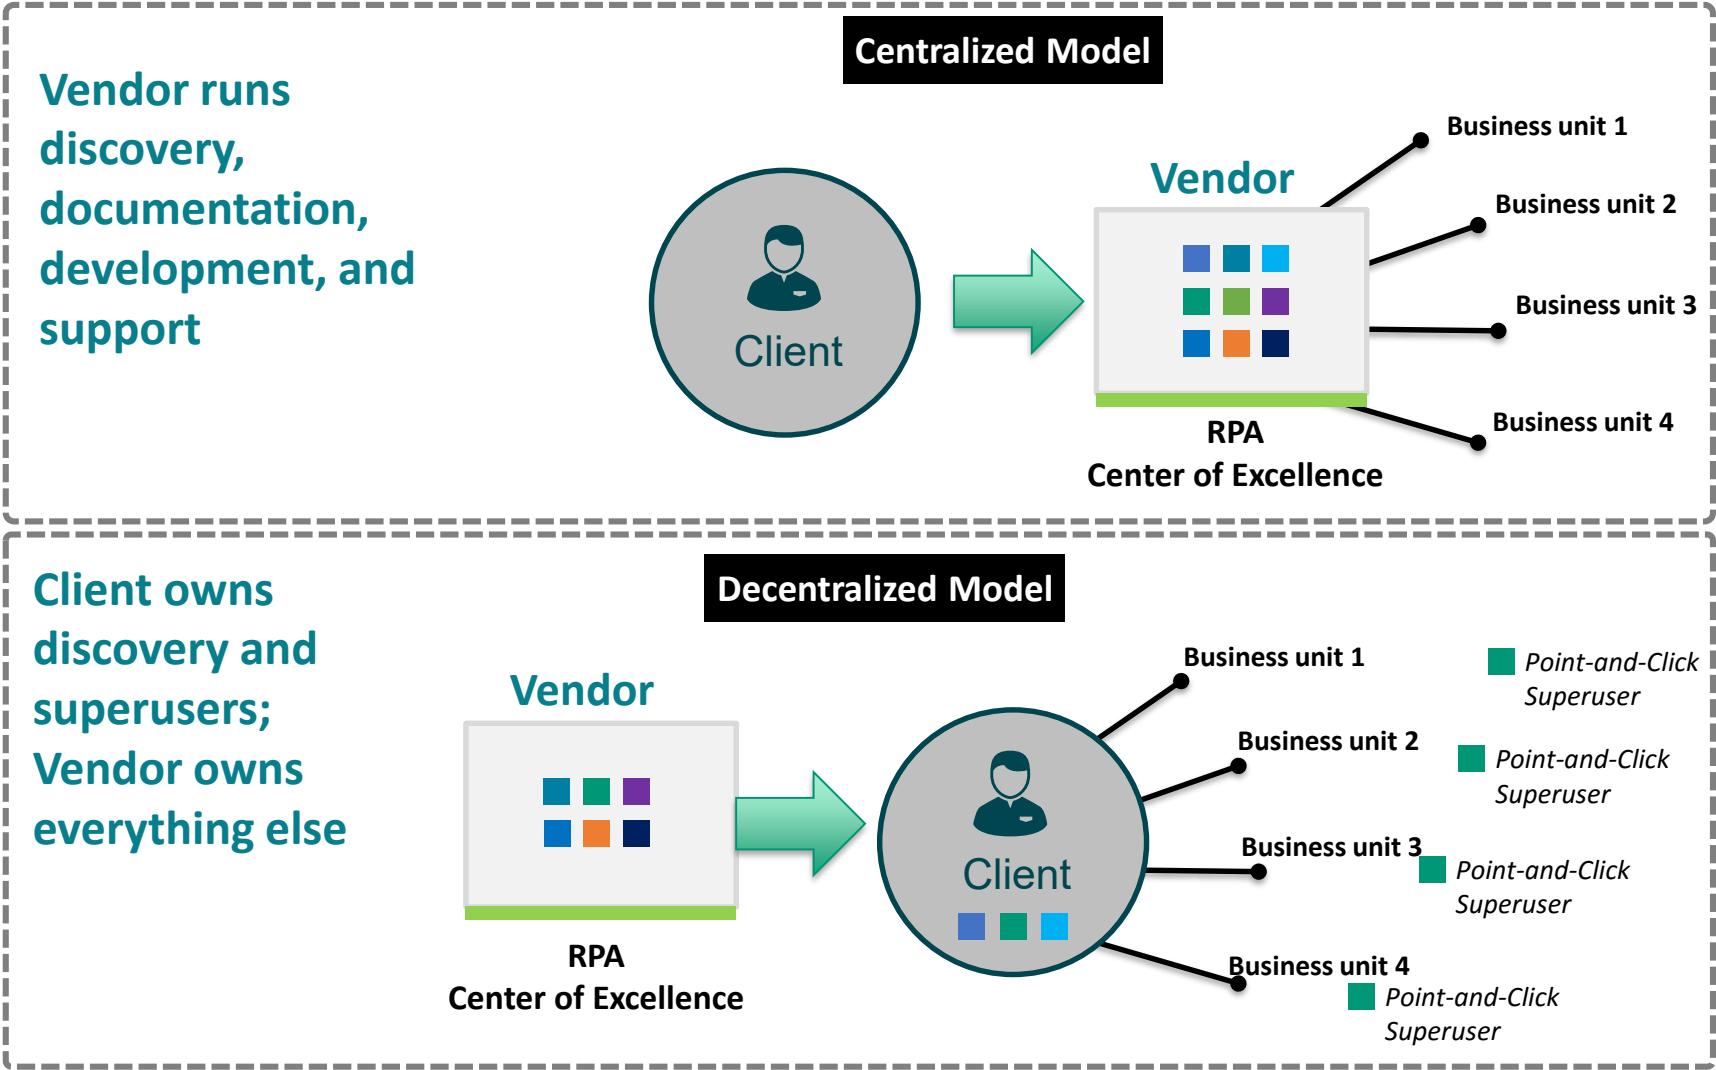 Centralized Model
Vendor runs
discovery,
documentation,
development, and
support
Client
Vendor
RPA
Center of Excellence
Business unit 1
Business unit 2
Business unit 3
Business unit 4
Decentralized Model
Client owns
discovery and
superusers;
Vendor owns
everything else
Vendor
RPA
Center of Excellence
Client
Business unit 1
Point-and-Click
Superuser
Business unit 2
Point-and-Click
Superuser
Business unit 3
Point-and-Click
Superuser
Business unit 4
Point-and-Click
Superuser